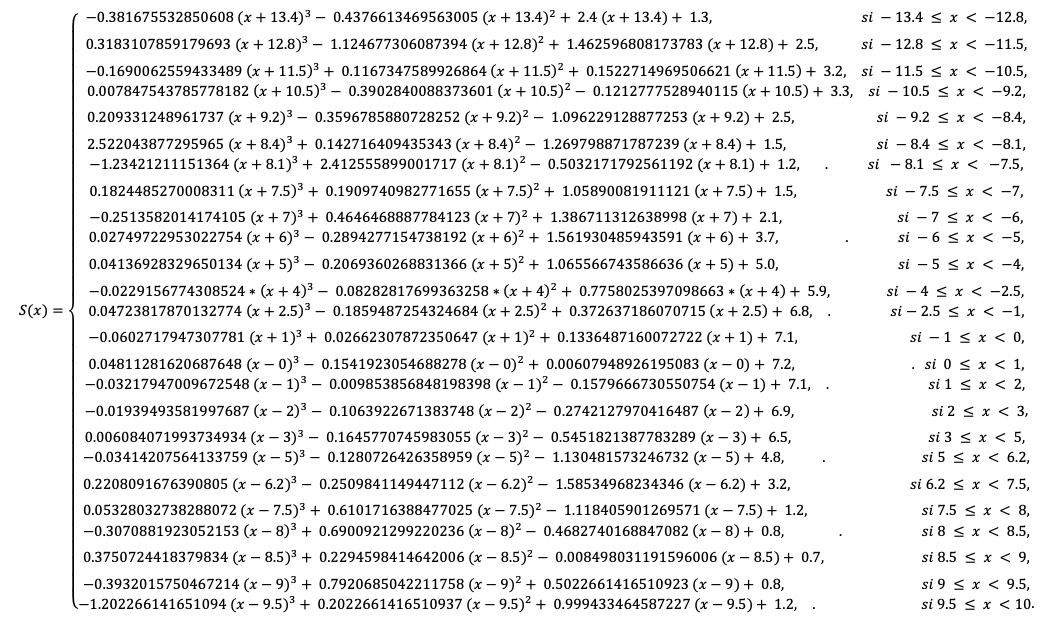 −0.381675532850608 (x + 13.4)³ − 0.4376613469563005 (x + 13.4)² + 2.4 (x + 13.4) + 1.3, si − 13.4 ≤ x < −12.8,
0.3183107859179693 (x + 12.8)³ − 1.124677306087394 (x + 12.8)² + 1.462596808173783 (x + 12.8) + 2.5, si − 12.8 ≤ x < −11.5,
−0.1690062559433489 (x + 11.5)³ + 0.1167347589926864 (x + 11.5)² + 0.1522714969506621 (x + 11.5) + 3.2, si − 11.5 ≤ x < −10.5,
0.007847543785778182 (x + 10.5)³ − 0.3902840088373601 (x + 10.5)² − 0.1212777528940115 (x + 10.5) + 3.3, si − 10.5 ≤ x < −9.2,
0.209331248961737 (x + 9.2)³ − 0.3596785880728252 (x + 9.2)² − 1.096229128877253 (x + 9.2) + 2.5, si − 9.2 ≤ x < −8.4,
2.522043877295965 (x + 8.4)³ + 0.142716409435343 (x + 8.4)² − 1.269798871787239 (x + 8.4) + 1.5, si − 8.4 ≤ x < −8.1,
−1.23421211151364 (x + 8.1)³ + 2.412555899001717 (x + 8.1)² − 0.5032171792561192 (x + 8.1) + 1.2, . si − 8.1 ≤ x < −7.5,
0.1824485270008311 (x + 7.5)³ + 0.1909740982771655 (x + 7.5)² + 1.05890081911121 (x + 7.5) + 1.5, si − 7.5 ≤ x < −7,
−0.2513582014174105 (x + 7)³ + 0.4646468887784123 (x + 7)² + 1.386711312638998 (x + 7) + 2.1, si − 7 ≤ x < −6,
0.02749722953022754 (x + 6)³ − 0.2894277154738192 (x + 6)² + 1.561930485943591 (x + 6) + 3.7, . si − 6 ≤ x < −5,
0.04136928329650134 (x + 5)³ − 0.2069360268831366 (x + 5)² + 1.065566743586636 (x + 5) + 5.0, si − 5 ≤ x < −4,
−0.0229156774308524 ∗ (x + 4)³ − 0.08282817699363258 ∗ (x + 4)² + 0.7758025397098663 ∗ (x + 4) + 5.9, si − 4 ≤ x < −2.5,
S(x) = 0.04723817870132774 (x + 2.5)³ − 0.1859487254324684 (x + 2.5)² + 0.372637186070715 (x + 2.5) + 6.8, . si − 2.5 ≤ x < −1,
−0.0602717947307781 (x + 1)³ + 0.02662307872350647 (x + 1)² + 0.1336487160072722 (x + 1) + 7.1, si − 1 ≤ x < 0,
0.04811281620687648 (x − 0)³ − 0.1541923054688278 (x − 0)² + 0.00607948926195083 (x − 0) + 7.2, . si 0 ≤ x < 1,
−0.03217947009672548 (x − 1)³ − 0.009853856848198398 (x − 1)² − 0.1579666730550754 (x − 1) + 7.1, . si 1 ≤ x < 2,
−0.01939493581997687 (x − 2)³ − 0.1063922671383748 (x − 2)² − 0.2742127970416487 (x − 2) + 6.9, si 2 ≤ x < 3,
0.006084071993734934 (x − 3)³ − 0.1645770745983055 (x − 3)² − 0.5451821387783289 (x − 3) + 6.5, si 3 ≤ x < 5,
−0.03414207564133759 (x − 5)³ − 0.1280726426358959 (x − 5)² − 1.130481573246732 (x − 5) + 4.8, . si 5 ≤ x < 6.2,
0.2208091676390805 (x − 6.2)³ − 0.2509841149447112 (x − 6.2)² − 1.58534968234346 (x − 6.2) + 3.2, si 6.2 ≤ x < 7.5,
0.05328032738288072 (x − 7.5)³ + 0.6101716388477025 (x − 7.5)² − 1.118405901269571 (x − 7.5) + 1.2, si 7.5 ≤ x < 8,
−0.3070881923052153 (x − 8)³ + 0.6900921299220236 (x − 8)² − 0.4682740168847082 (x − 8) + 0.8, . si 8 ≤ x < 8.5,
0.3750724418379834 (x − 8.5)³ + 0.2294598414642006 (x − 8.5)² − 0.008498031191596006 (x − 8.5) + 0.7, si 8.5 ≤ x < 9,
−0.3932015750467214 (x − 9)³ + 0.7920685042211758 (x − 9)² + 0.5022661416510923 (x − 9) + 0.8, si 9 ≤ x < 9.5,
−1.202266141651094 (x − 9.5)³ + 0.2022661416510937 (x − 9.5)² + 0.999433464587227 (x − 9.5) + 1.2, . si 9.5 ≤ x < 10.